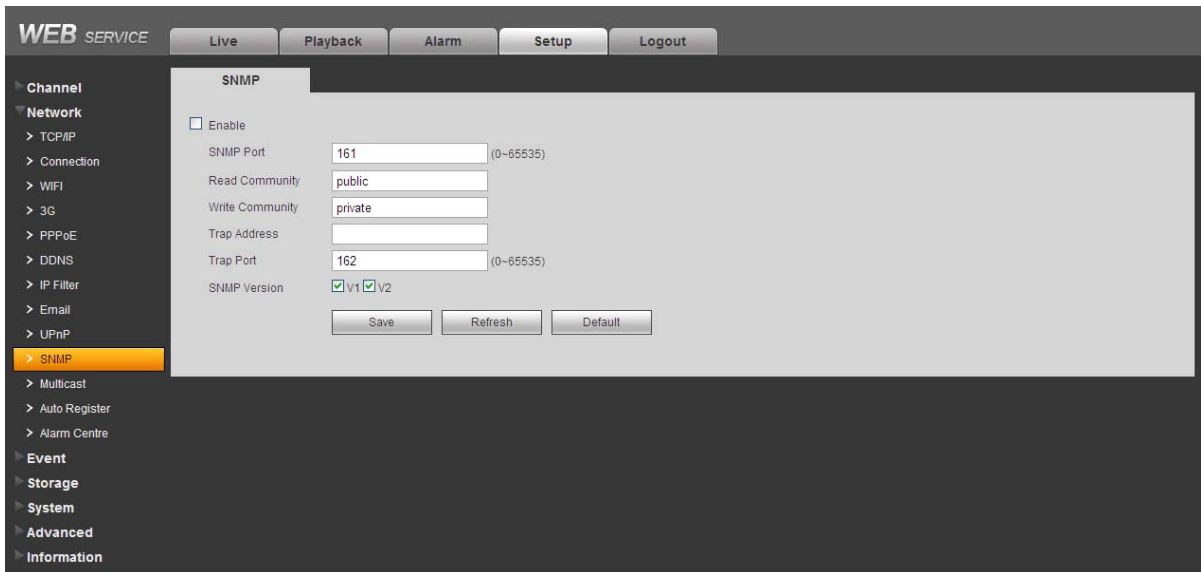 WEB SERVICE
Live Playback Alarm Setup Logout
Channel
Network
> TCP/IP
> Connection
> WIFI
> 3G
> PPPoE
> DDNS
> IP Filter
> Email
> UPnP
> SNMP
> Multicast
> Auto Register
> Alarm Centre
Event
Storage
System
Advanced
Information
SNMP
Enable
SNMP Port 161 (0~65535)
Read Community public
Write Community private
Trap Address
Trap Port 162 (0~65535)
SNMP Version V1 V2
Save Refresh Default